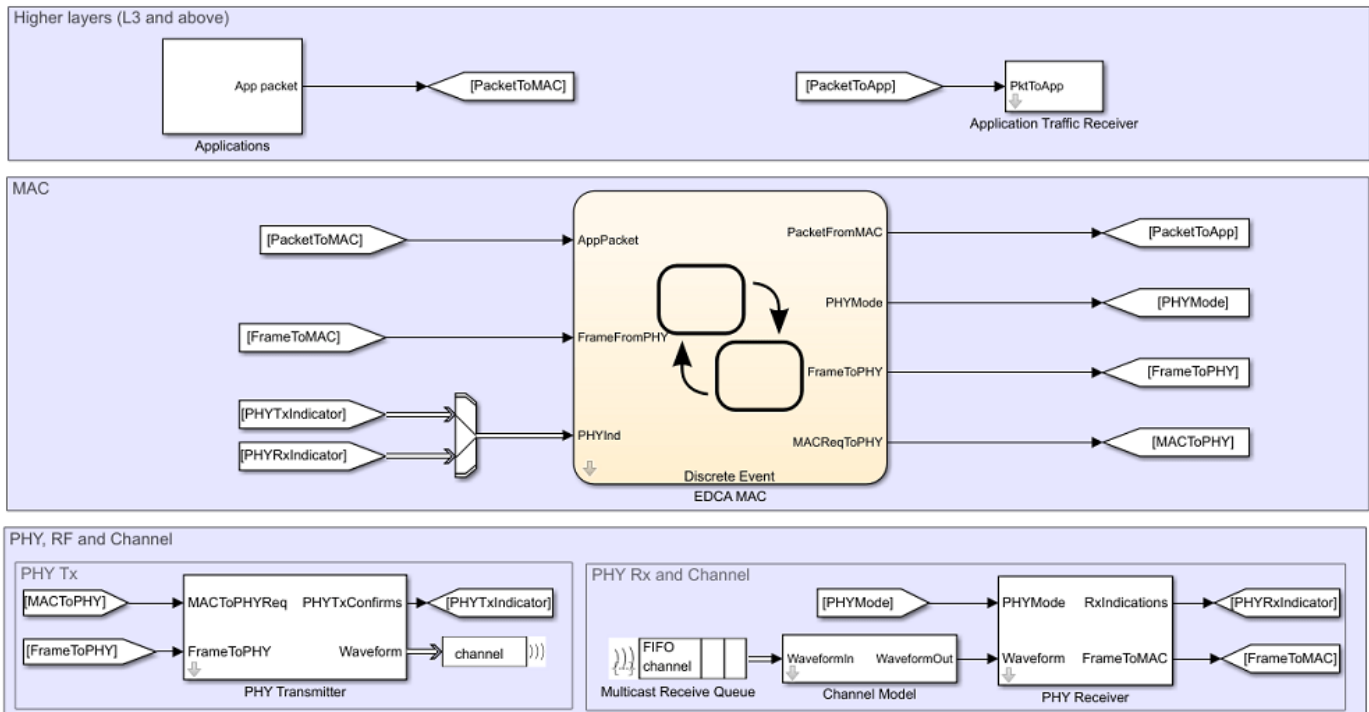 Higher layers (L3 and above)
App packet
[PacketToMAC]
[PacketToApp]
PktToApp
Applications
Application Traffic Receiver
MAC
[PacketToMAC]
AppPacket
PacketFromMAC
[PacketToApp]
PHYMode
[PHYMode]
[FrameToMAC]
FrameFromPHY
FrameToPHY
[FrameToPHY]
[PHYTxIndicator]
[PHYRxIndicator]
PHYInd
MACReqToPHY
[MACToPHY]
Discrete Event
EDCA MAC
PHY, RF and Channel
PHY Tx
[MACToPHY]
MACToPHYReq
PHYTxConfirms
[PHYTxIndicator]
[FrameToPHY]
FrameToPHY
Waveform
channel
PHY Transmitter
PHY Rx and Channel
[PHYMode]
PHYMode
RxIndications
[PHYRxIndicator]
FIFO
channel
WaveformIn
WaveformOut
Waveform
FrameToMAC
[FrameToMAC]
Multicast Receive Queue
Channel Model
PHY Receiver